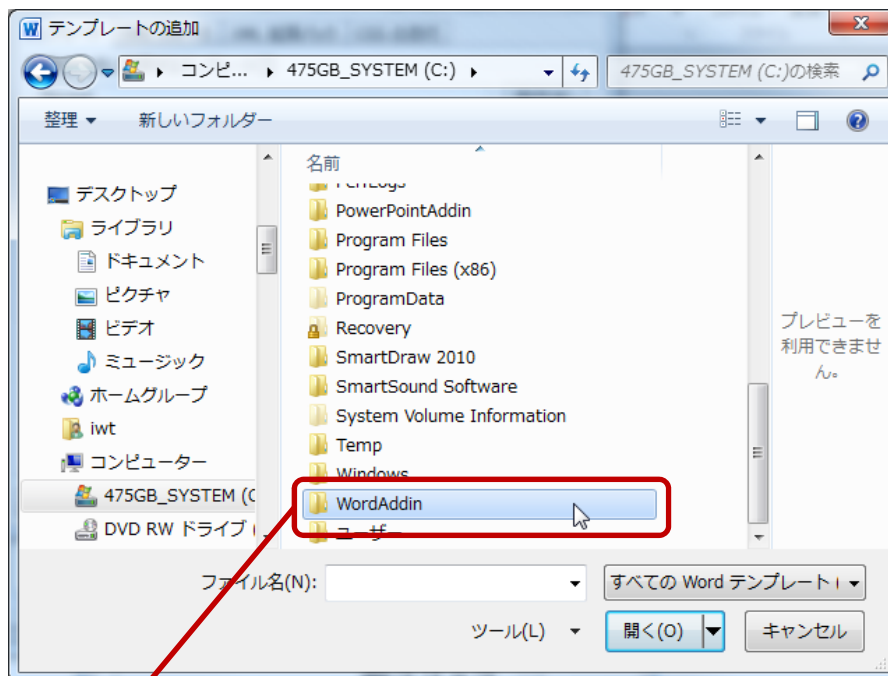 テンプレートの追加
コンピ... ▸ 475GB_SYSTEM (C:) ▸
475GB_SYSTEM (C:)の検索
整理 ▼ 新しいフォルダー
名前
デスクトップ
ライブラリ
ドキュメント
ピクチャ
ビデオ
ミュージック
ホームグループ
iwt
コンピューター
475GB_SYSTEM (C
DVD RW ドライブ (
PerfLogs
PowerPointAddin
Program Files
Program Files (x86)
ProgramData
Recovery
SmartDraw 2010
SmartSound Software
System Volume Information
Temp
Windows
WordAddin
ユーザー
プレビューを
利用できませ
ん。
ファイル名(N):
すべての Word テンプレート (
ツール(L)
開く(O)
キャンセル